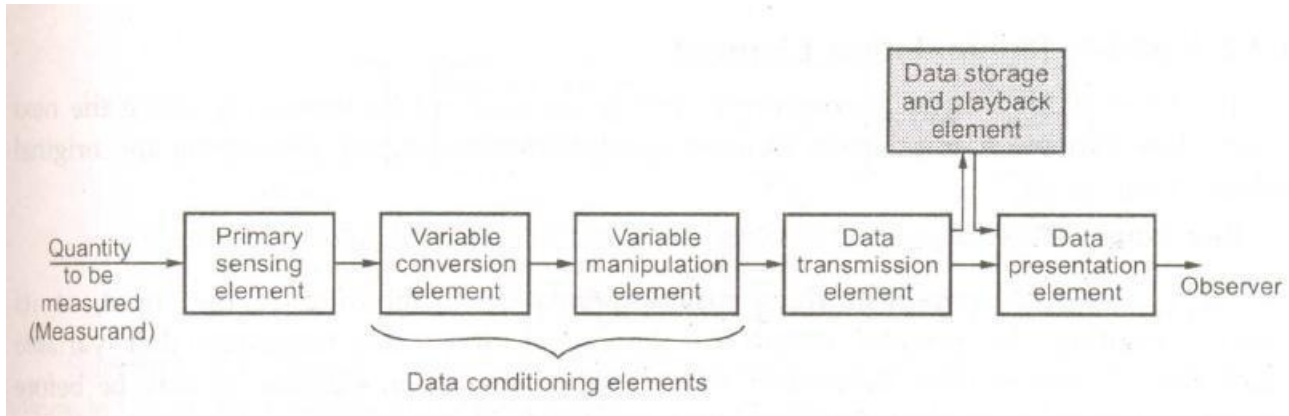 Data storage
and playback
element
Quantity
to be
measured
(Measurand)
Primary
sensing
element
Variable
conversion
element
Variable
manipulation
element
Data
transmission
element
Data
presentation
element
Observer
Data conditioning elements